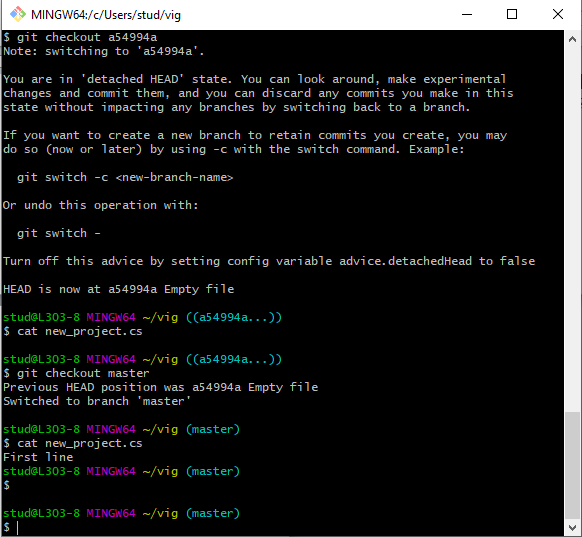 MINGW64:/c/Users/stud/vig
$ git checkout a54994a
Note: switching to 'a54994a'.
You are in 'detached HEAD' state. You can look around, make experimental
changes and commit them, and you can discard any commits you make in this
state without impacting any branches by switching back to a branch.
If you want to create a new branch to retain commits you create, you may
do so (now or later) by using -c with the switch command. Example:
git switch -c <new-branch-name>
Or undo this operation with:
git switch -
Turn off this advice by setting config variable advice.detachedHead to false
HEAD is now at a54994a Empty file
stud@L303-8 MINGW64 ~/vig ((a54994a...))
$ cat new_project.cs
stud@L303-8 MINGW64 ~/vig ((a54994a...))
$ git checkout master
Previous HEAD position was a54994a Empty file
Switched to branch 'master'
stud@L303-8 MINGW64 ~/vig (master)
$ cat new_project.cs
First line
stud@L303-8 MINGW64 ~/vig (master)
$
stud@L303-8 MINGW64 ~/vig (master)
$